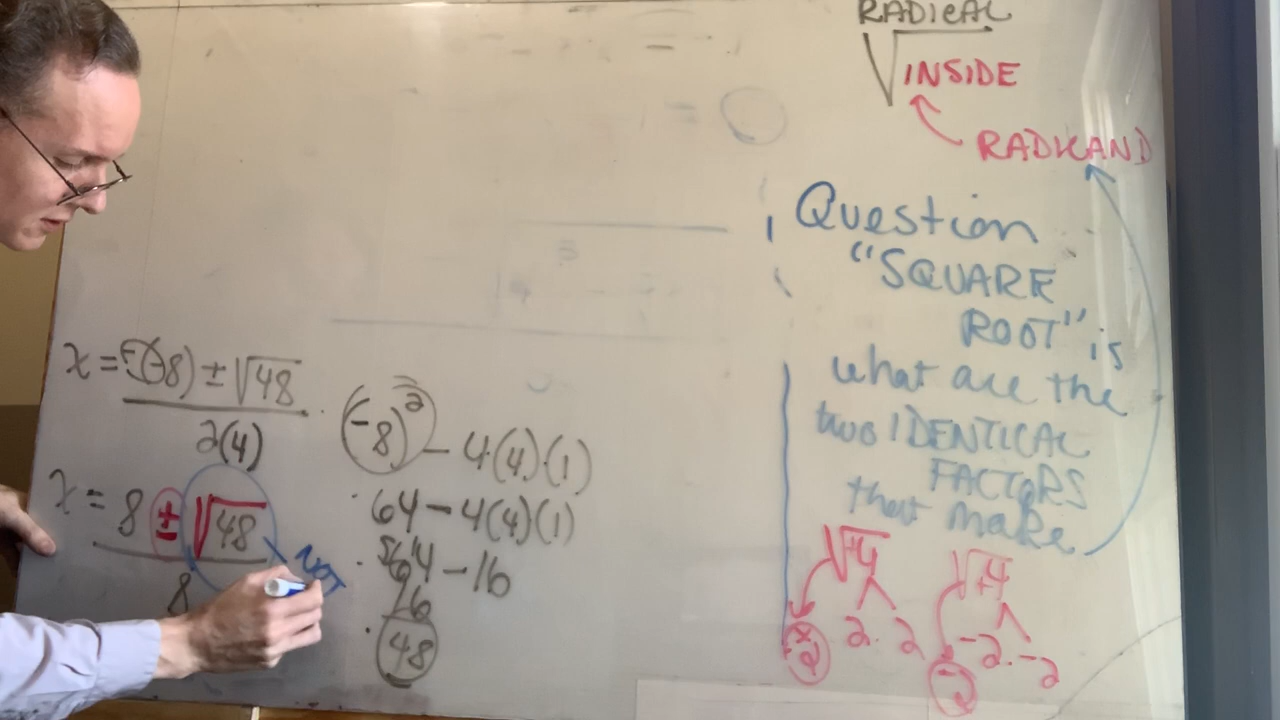 x = -(-8) ± √48
2(4)
x = 8 ± √48
8
NOT
(-8)² - 4(4)(1)
64 - 4(4)(1)
64 - 16
16
48
RADICAL
√INSIDE
RADICAND
Question
"SQUARE
ROOT" is
what are the
two IDENTICAL
FACTORS
that make
√4 √4
2 · 2
-2 · -2